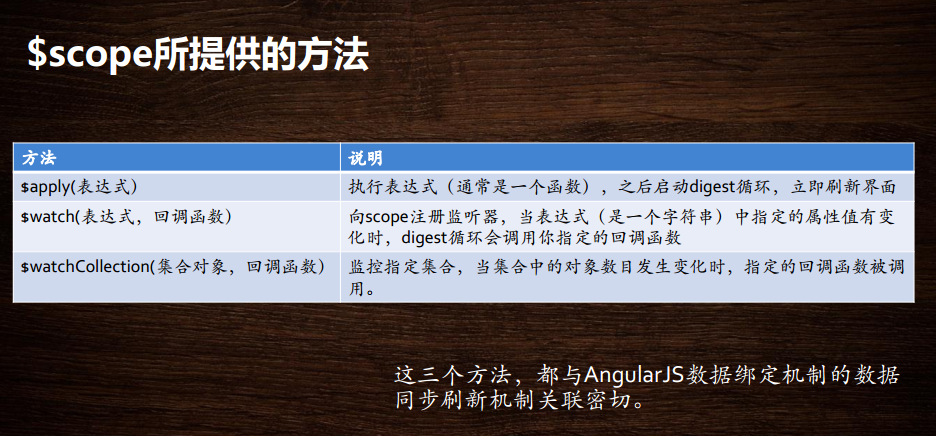 $scope所提供的方法
方法 说明
$apply(表达式) 执行表达式（通常是一个函数），之后启动digest循环，立即刷新界面
$watch(表达式，回调函数) 向scope注册监听器，当表达式（是一个字符串）中指定的属性值有变
化时，digest循环会调用你指定的回调函数
$watchCollection(集合对象，回调函数) 监控指定集合，当集合中的对象数目发生变化时，指定的回调函数被调
用。
这三个方法，都与AngularJS数据绑定机制的数据
同步刷新机制关联密切。